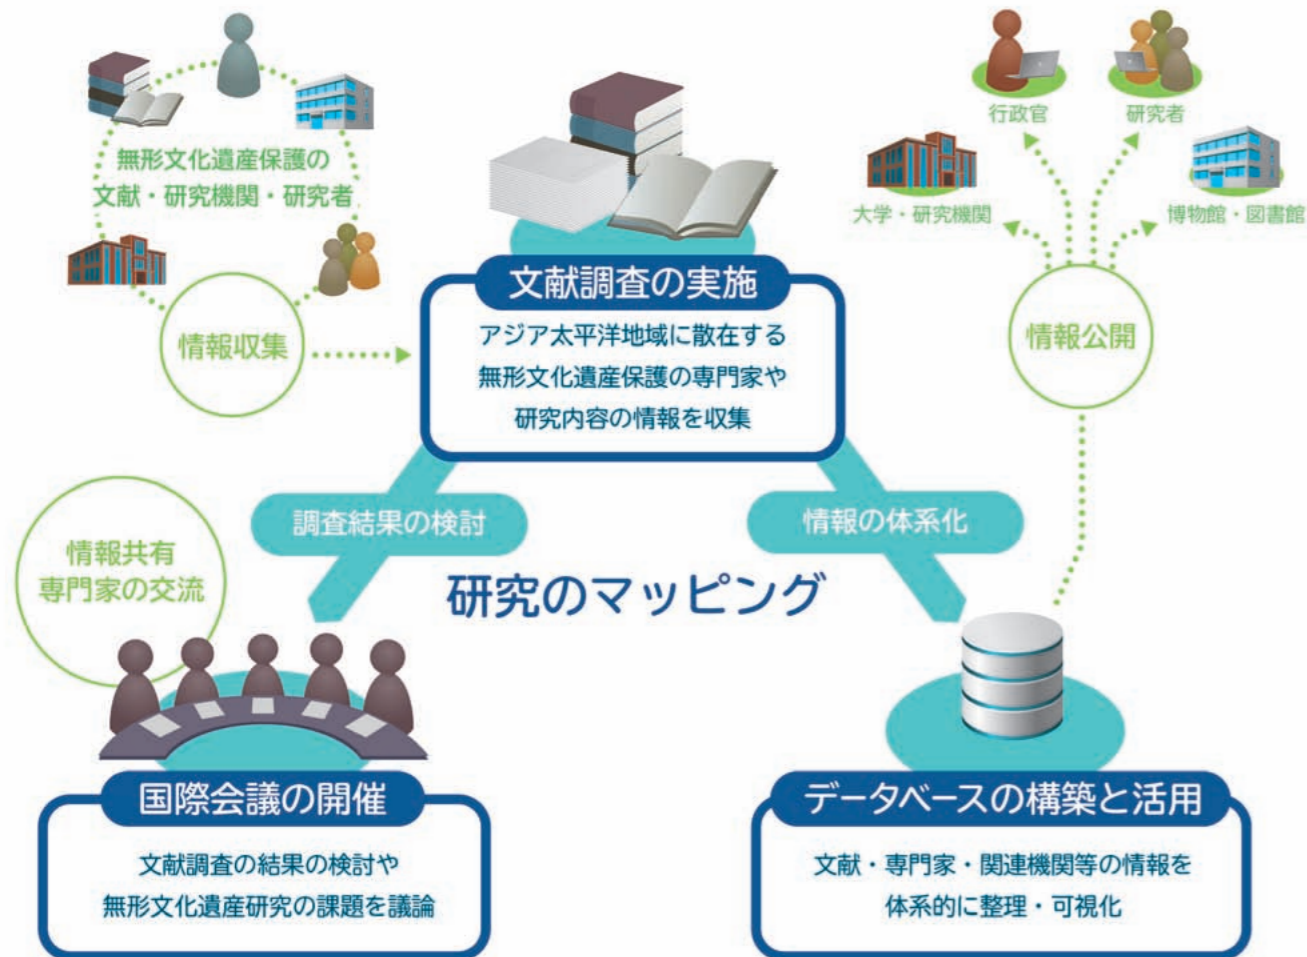 無形文化遺産保護の
文献・研究機関・研究者
情報収集
文献調査の実施
アジア太平洋地域に散在する
無形文化遺産保護の専門家や
研究内容の情報を収集
行政官
研究者
大学・研究機関
博物館・図書館
情報公開
調査結果の検討
情報の体系化
研究のマッピング
情報共有
専門家の交流
国際会議の開催
文献調査の結果の検討や
無形文化遺産研究の課題を議論
データベースの構築と活用
文献・専門家・関連機関等の情報を
体系的に整理・可視化